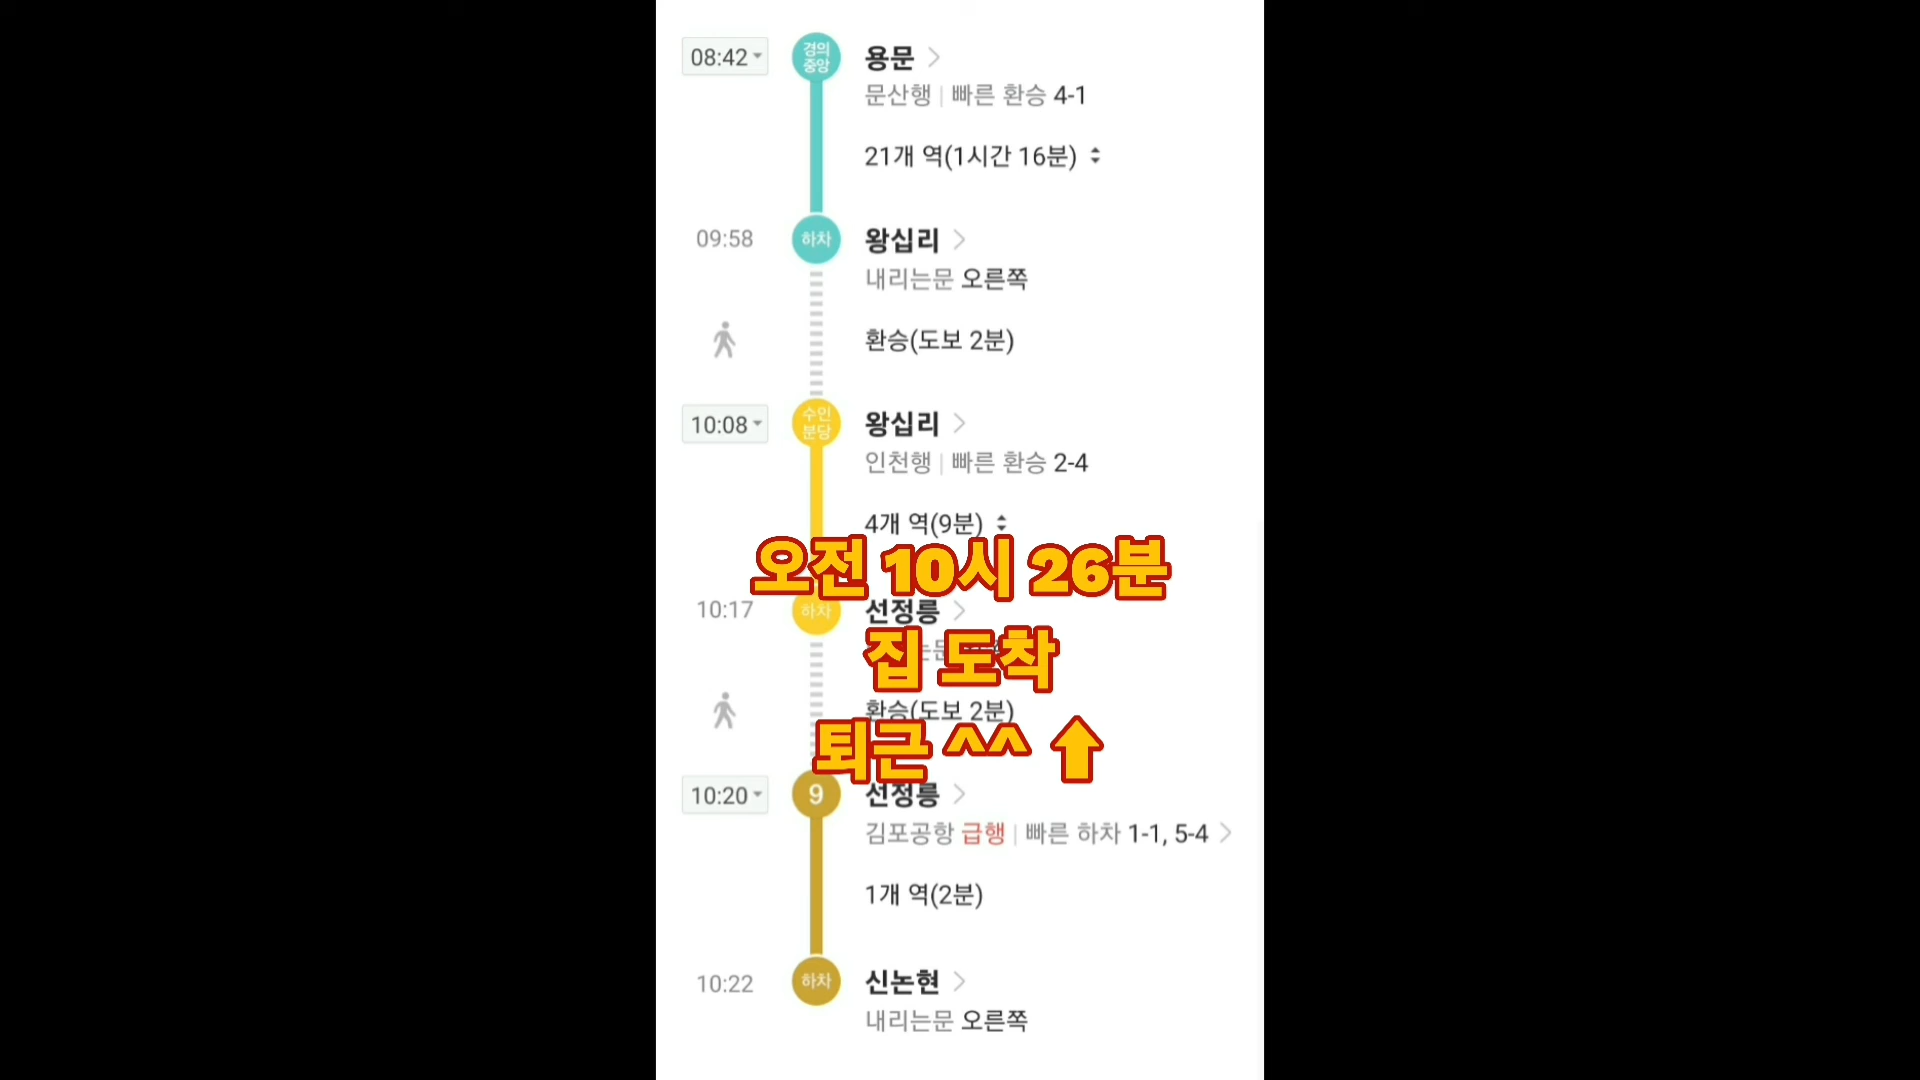 08:42
경의
중앙
용문
문산행 | 빠른 환승 4-1
21개 역(1시간 16분)
09:58
하차
왕십리
내리는문 오른쪽
환승(도보 2분)
10:08
수인
분당
왕십리
인천행 | 빠른 환승 2-4
4개 역(9분)
오전 10시 26분
10:17
하차
선정릉
집 도착
환승(도보 2분)
퇴근 ^^ ⬆
10:20
9
선정릉
김포공항 급행 | 빠른 하차 1-1, 5-4
1개 역(2분)
10:22
하차
신논현
내리는문 오른쪽